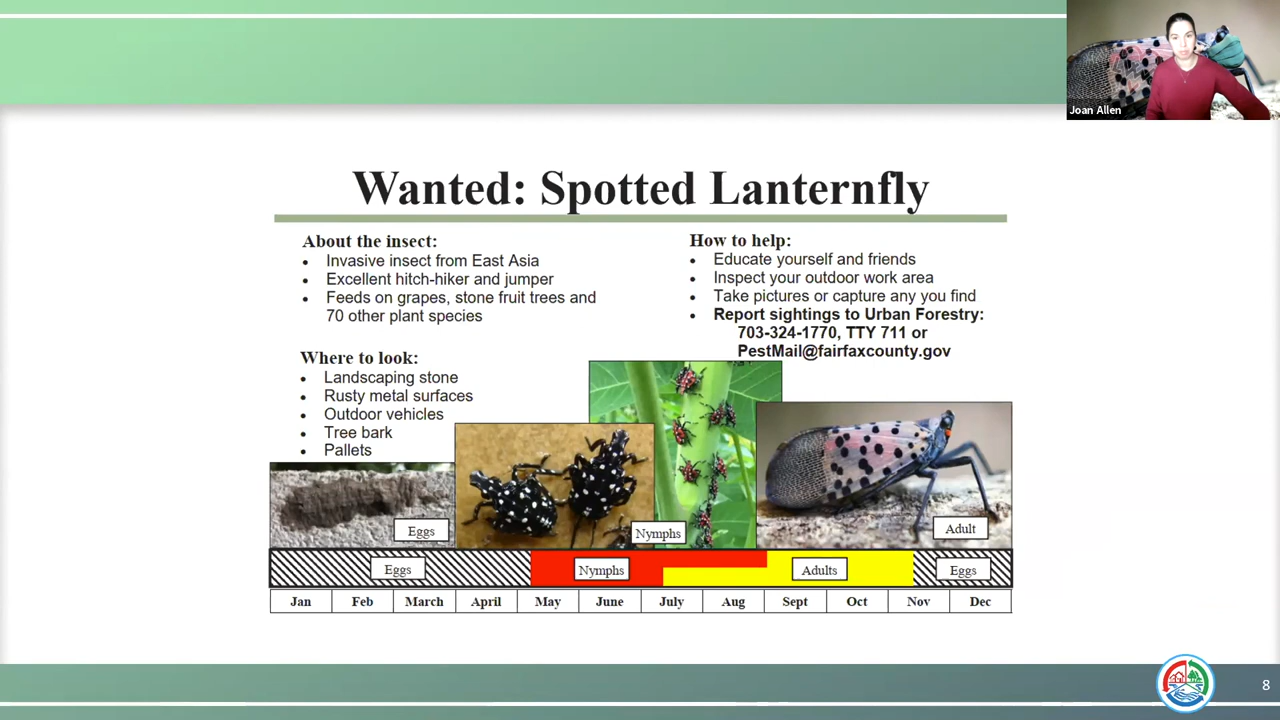 Joan Allen
Wanted: Spotted Lanternfly
About the insect:
• Invasive insect from East Asia
• Excellent hitch-hiker and jumper
• Feeds on grapes, stone fruit trees and
70 other plant species
How to help:
• Educate yourself and friends
• Inspect your outdoor work area
• Take pictures or capture any you find
• Report sightings to Urban Forestry:
703-324-1770, TTY 711 or
PestMail@fairfaxcounty.gov
Where to look:
• Landscaping stone
• Rusty metal surfaces
• Outdoor vehicles
• Tree bark
• Pallets
Eggs
Nymphs
Adult
Eggs
Nymphs
Adults
Eggs
Jan Feb March April May June July Aug Sept Oct Nov Dec
8